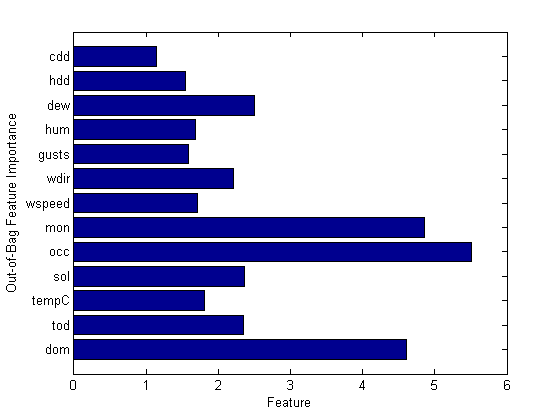 cdd
hdd
dew
hum
gusts
wdir
wspeed
mon
occ
sol
tempC
tod
dom
Out-of-Bag Feature Importance
0 1 2 3 4 5 6
Feature